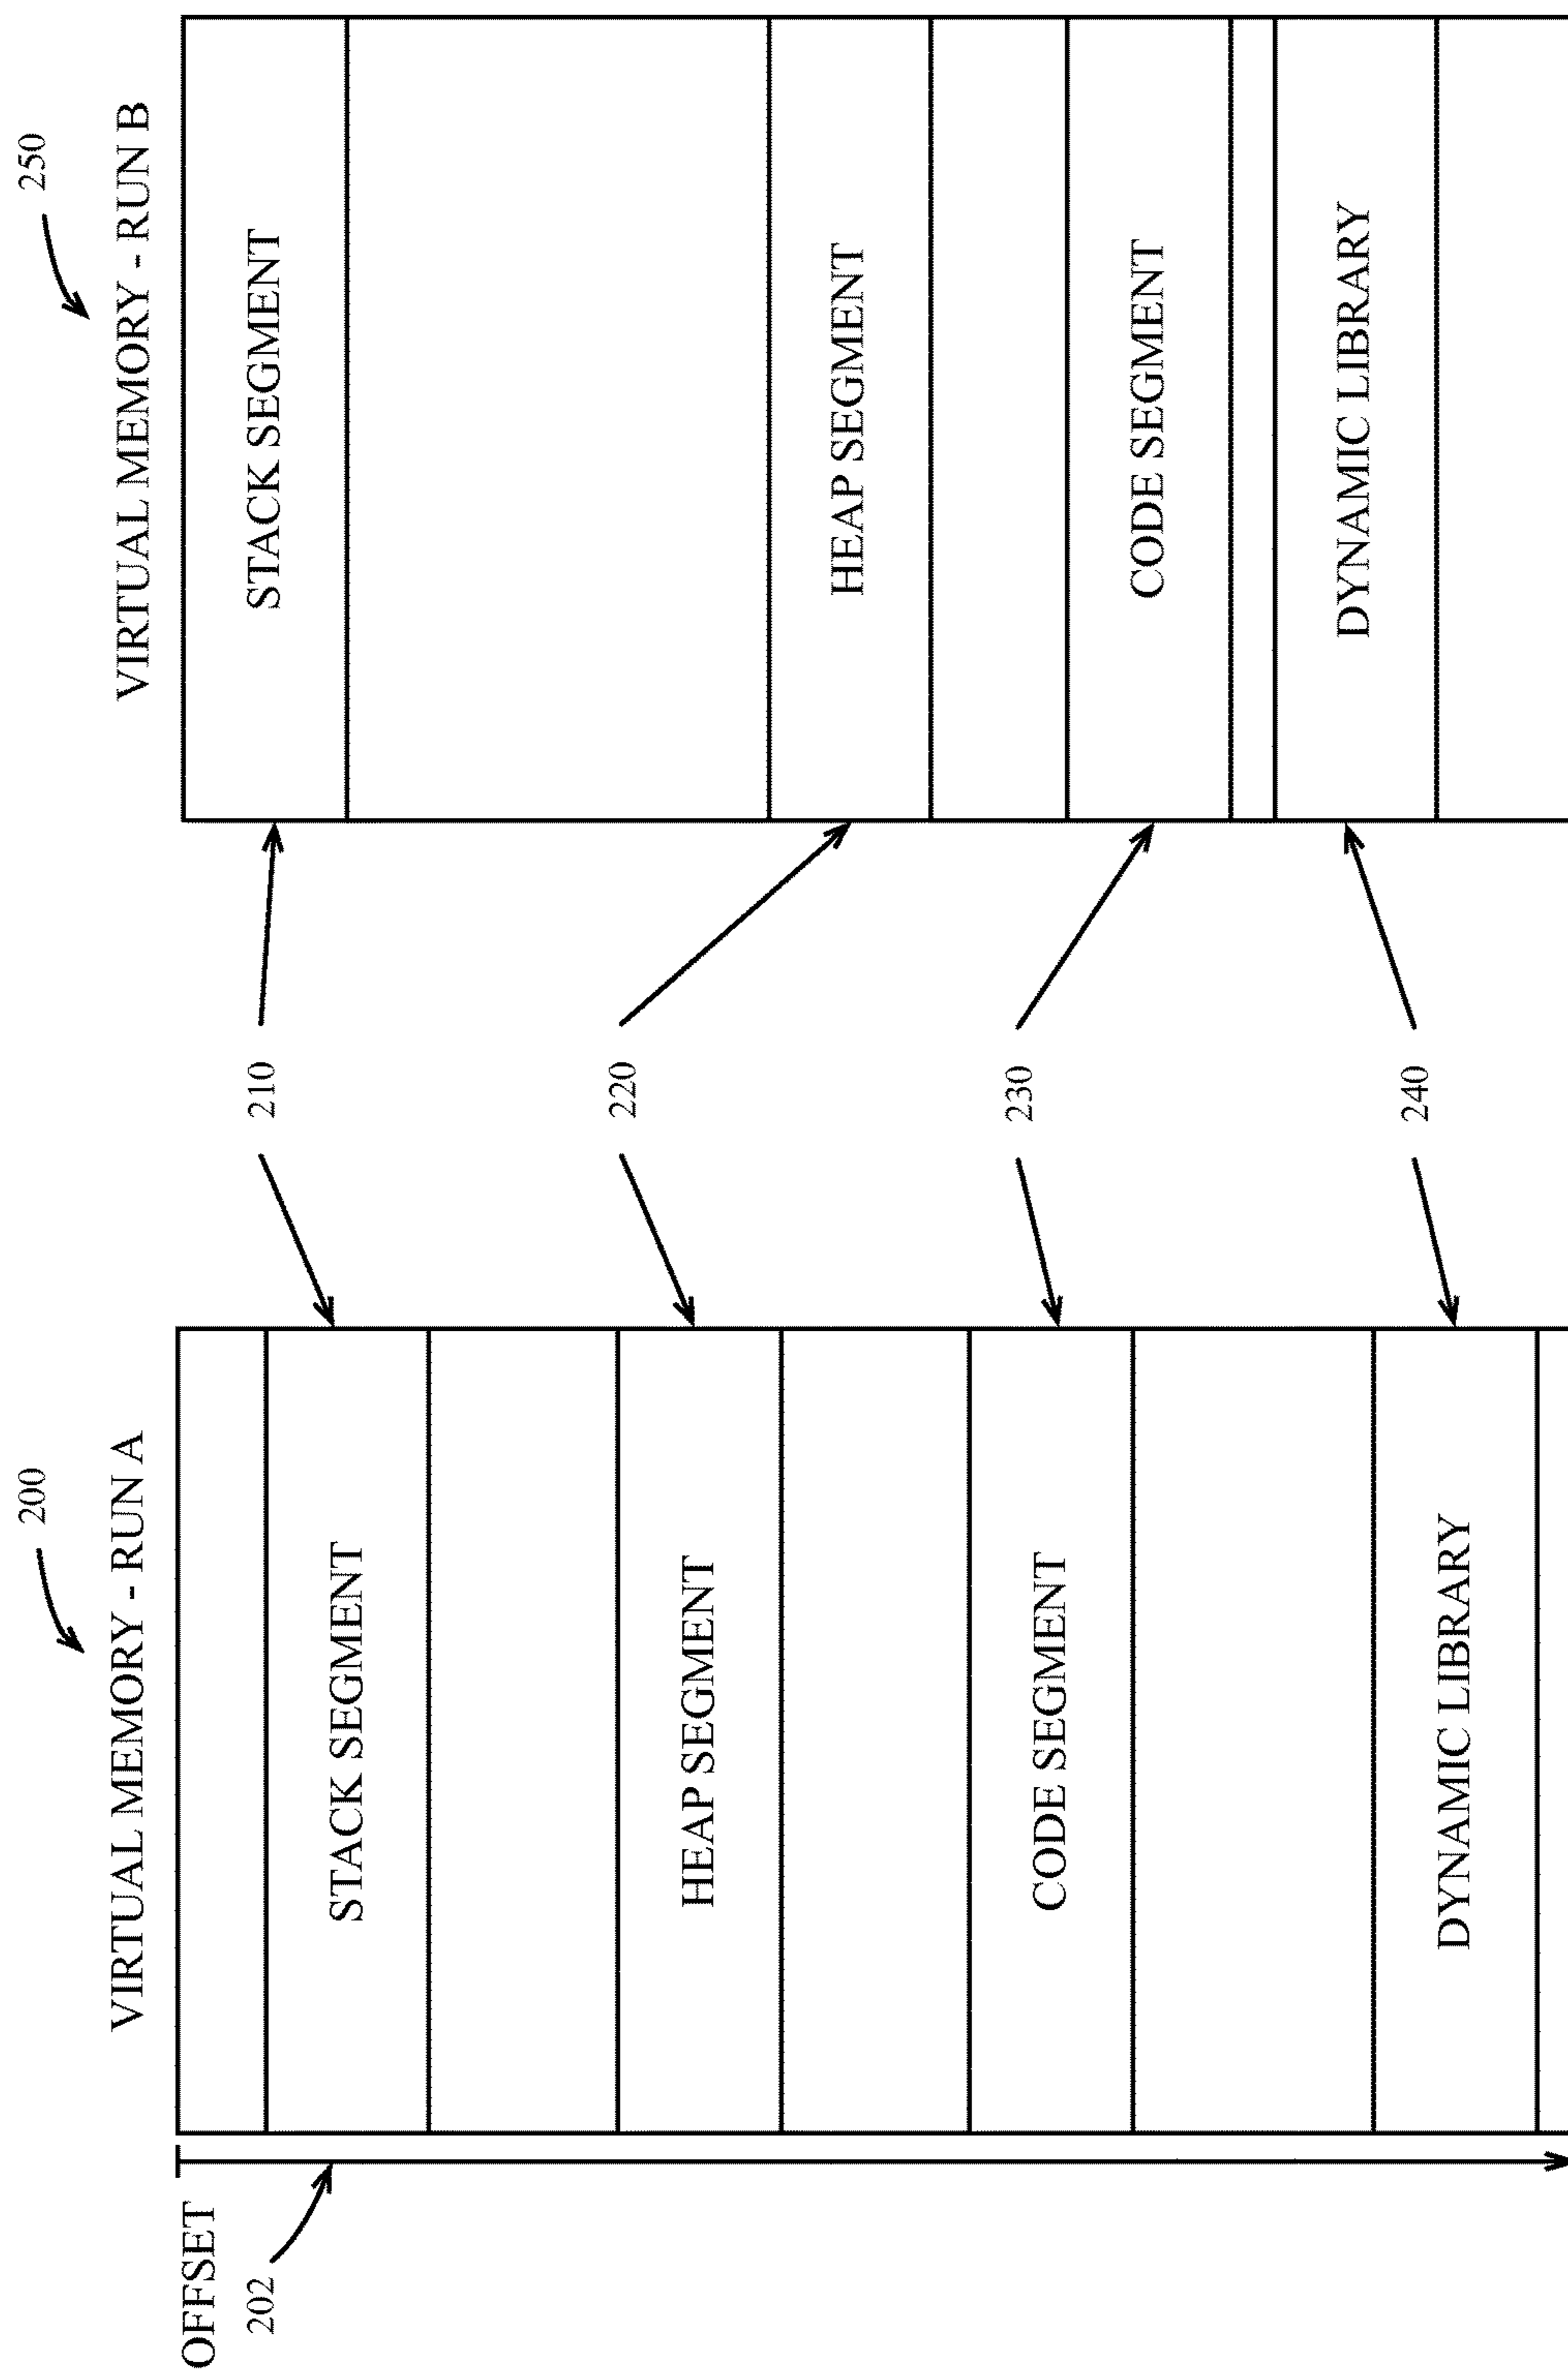 200
VIRTUAL MEMORY - RUN A
250
VIRTUAL MEMORY - RUN B
OFFSET
202
STACK SEGMENT
210
STACK SEGMENT
HEAP SEGMENT
220
HEAP SEGMENT
CODE SEGMENT
230
CODE SEGMENT
DYNAMIC LIBRARY
240
DYNAMIC LIBRARY